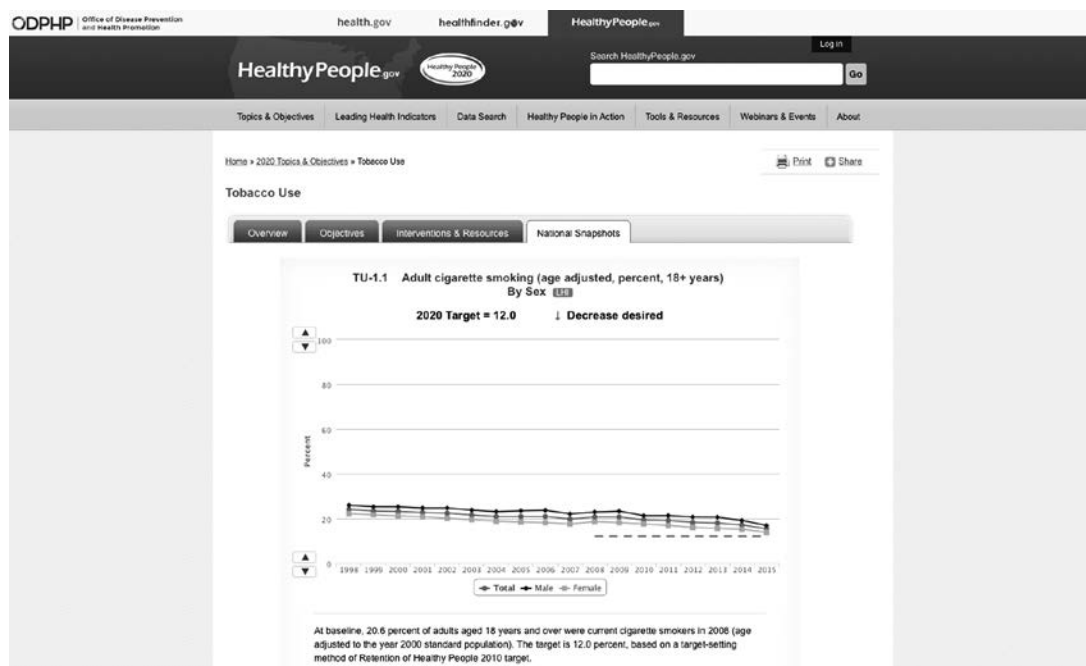 ODPHP
Office of Disease Prevention
and Health Promotion
health.gov
healthfinder.gov
HealthyPeople.gov
Log in
HealthyPeople.gov
Healthy People
2020
Search HealthyPeople.gov
Go
Topics & Objectives
Leading Health Indicators
Data Search
Healthy People in Action
Tools & Resources
Webinars & Events
About
Home » 2020 Topics & Objectives » Tobacco Use
Print
Share
Tobacco Use
Overview
Objectives
Interventions & Resources
National Snapshots
TU-1.1 Adult cigarette smoking (age adjusted, percent, 18+ years)
By Sex LHI
2020 Target = 12.0 ↓ Decrease desired
100
80
60
40
20
0
Percent
1998 1999 2000 2001 2002 2003 2004 2005 2006 2007 2008 2009 2010 2011 2012 2013 2014 2015
Total Male Female
At baseline, 20.6 percent of adults aged 18 years and over were current cigarette smokers in 2008 (age
adjusted to the year 2000 standard population). The target is 12.0 percent, based on a target-setting
method of Retention of Healthy People 2010 target.